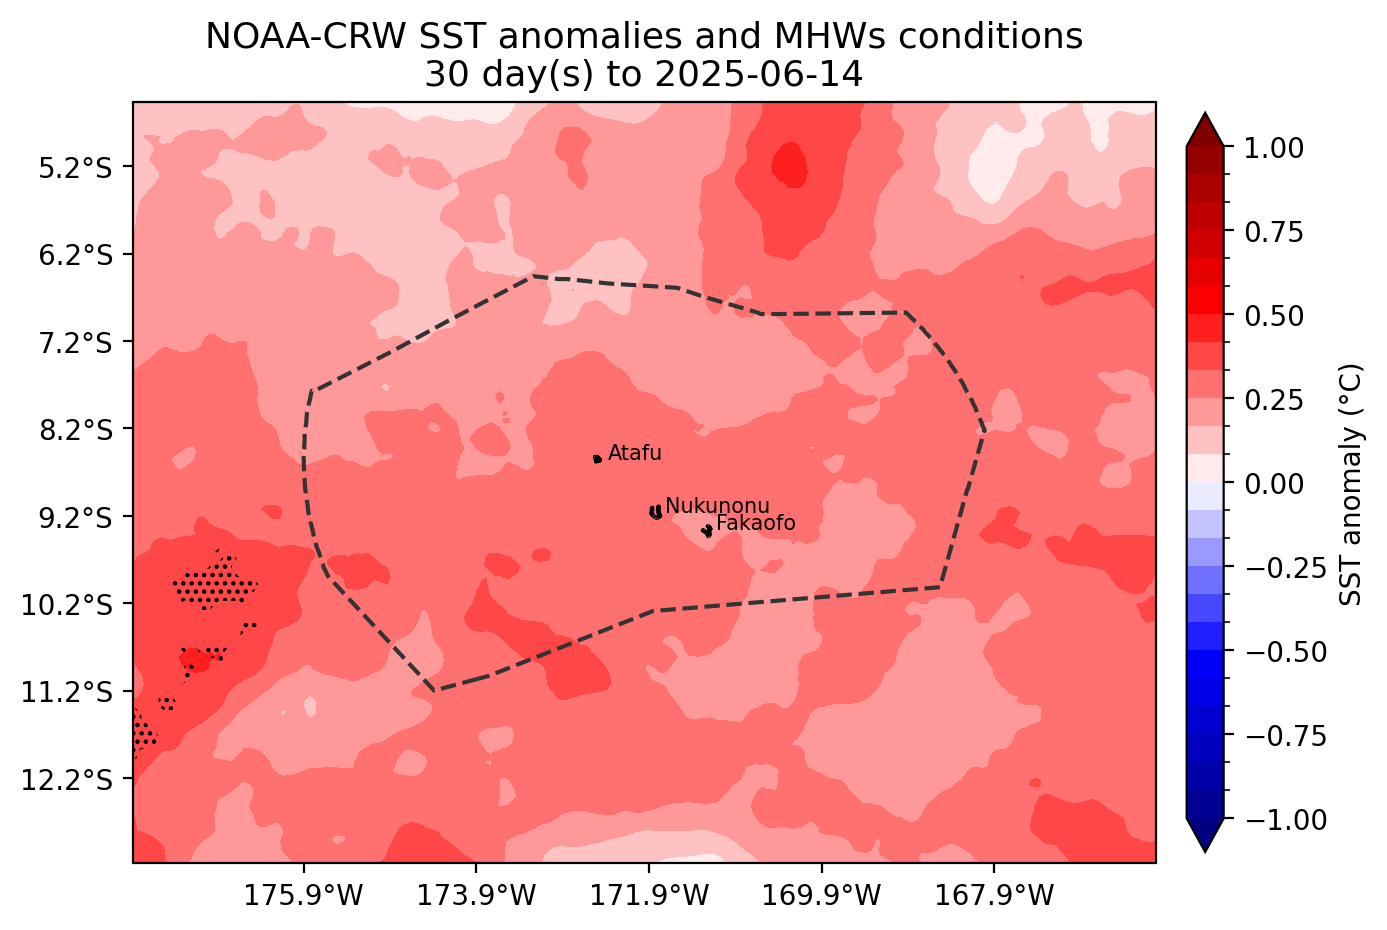 NOAA-CRW SST anomalies and MHWs conditions
30 day(s) to 2025-06-14
5.2°S
6.2°S
7.2°S
8.2°S
9.2°S
10.2°S
11.2°S
12.2°S
Atafu
Nukunonu
Fakaofo
175.9°W
173.9°W
171.9°W
169.9°W
167.9°W
1.00
0.75
0.50
0.25
0.00
−0.25
−0.50
−0.75
−1.00
SST anomaly (°C)